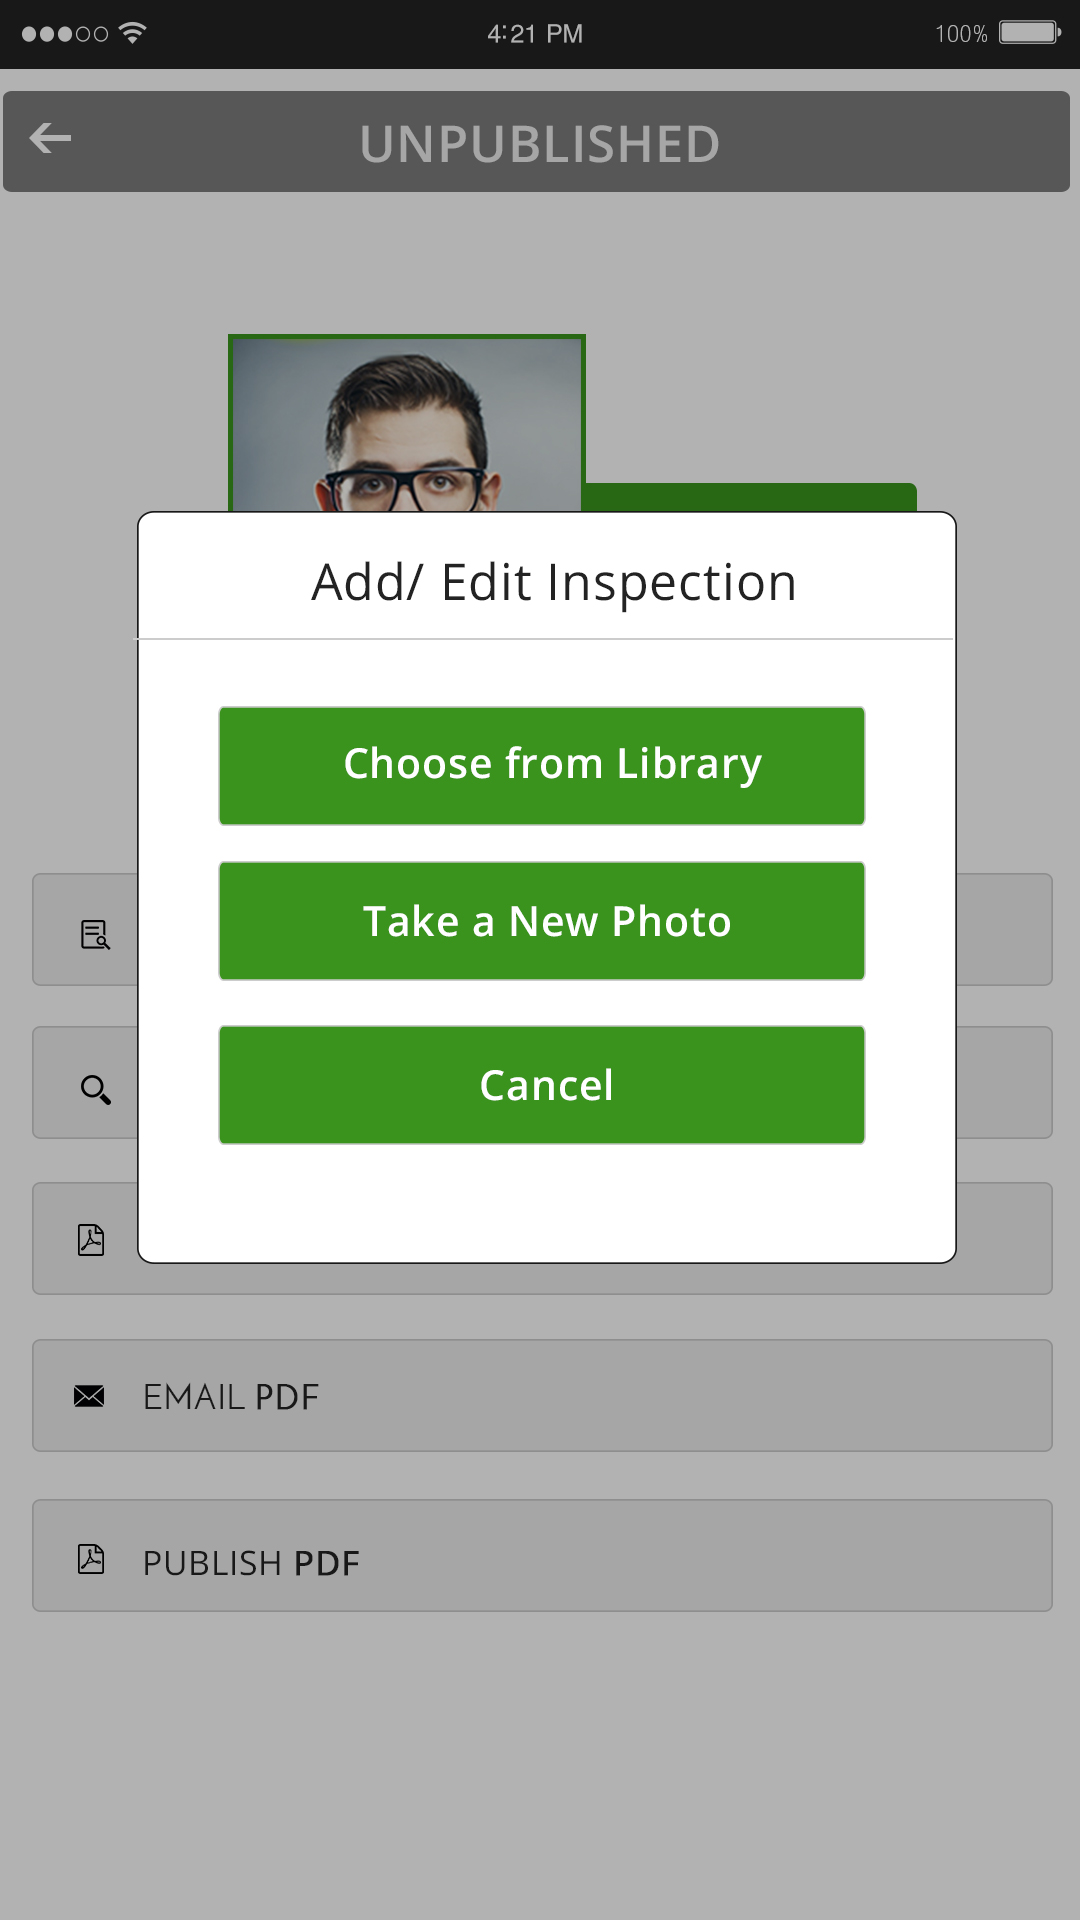 4:21 PM
100%
UNPUBLISHED
Add/ Edit Inspection
Choose from Library
Take a New Photo
Cancel
EMAIL PDF
PUBLISH PDF